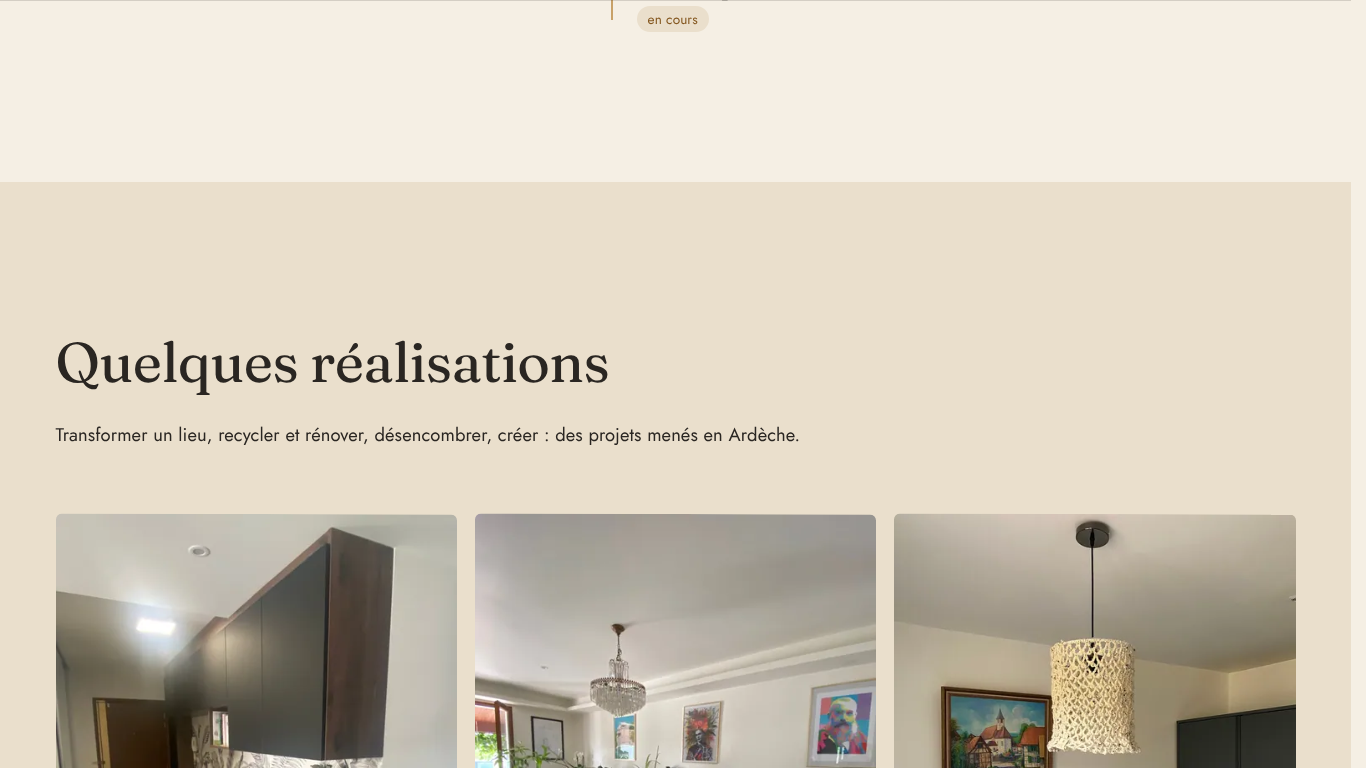 en cours
Quelques réalisations
Transformer un lieu, recycler et rénover, désencombrer, créer : des projets menés en Ardèche.